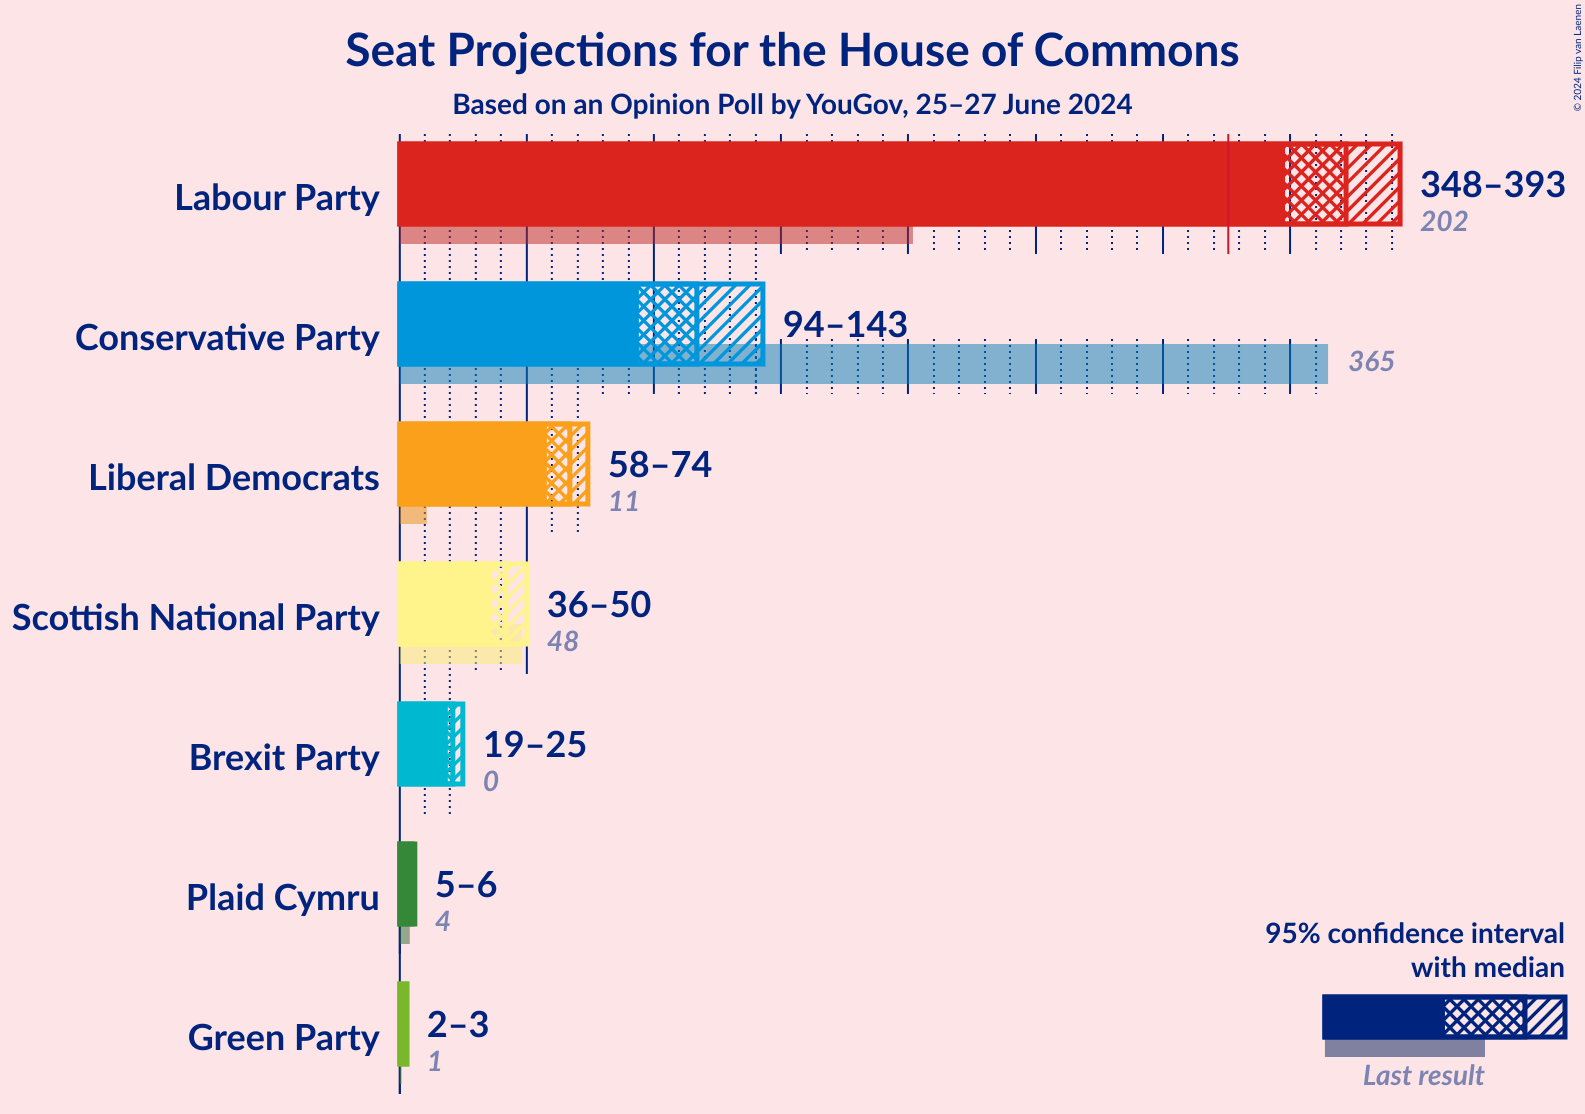 Seat Projections for the House of Commons
Based on an Opinion Poll by YouGov, 25–27 June 2024
© 2024 Filip van Laenen
Labour Party
348–393
202
Conservative Party
94–143
365
Liberal Democrats
58–74
11
Scottish National Party
36–50
48
Brexit Party
19–25
0
Plaid Cymru
5–6
4
Green Party
2–3
1
95% confidence interval
with median
Last result